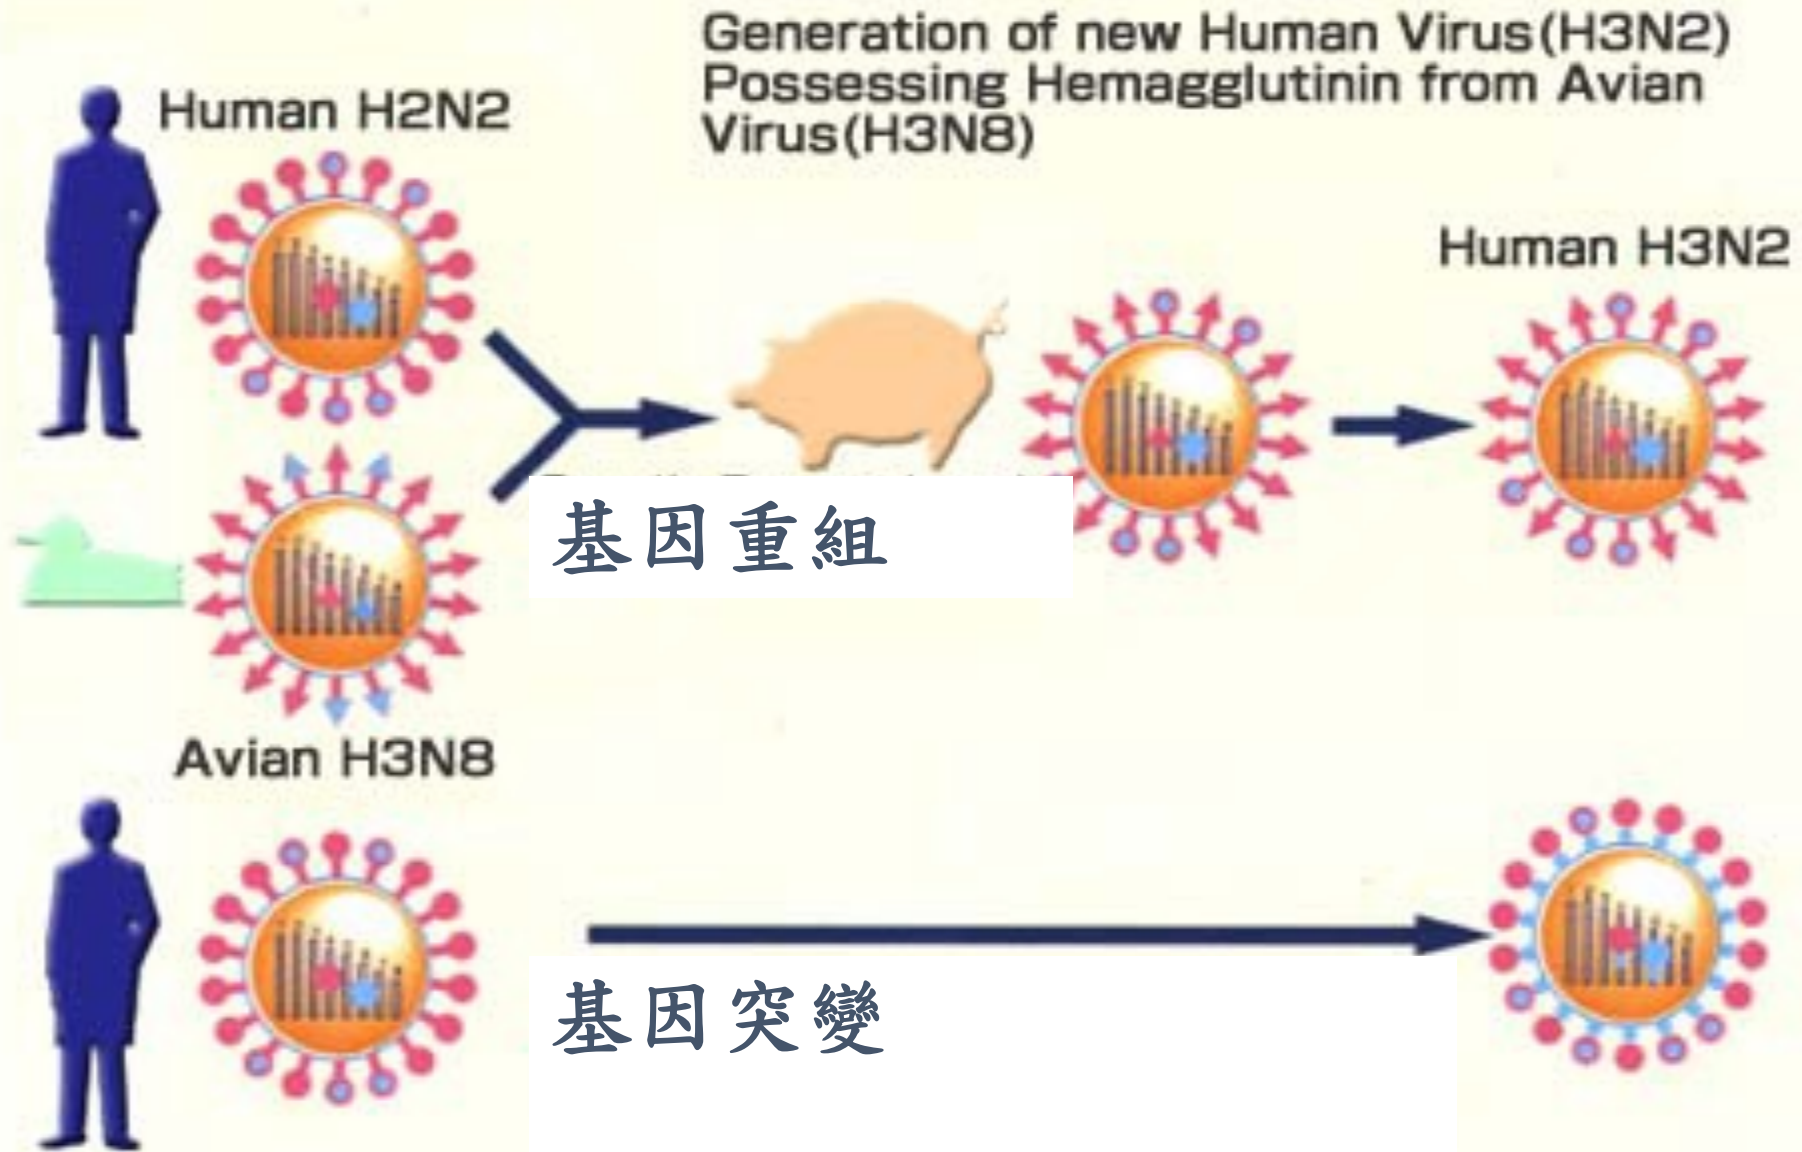 Generation of new Human Virus(H3N2)
Possessing Hemagglutinin from Avian
Virus(H3N8)
Human H2N2
Human H3N2
基因重組
Avian H3N8
基因突變